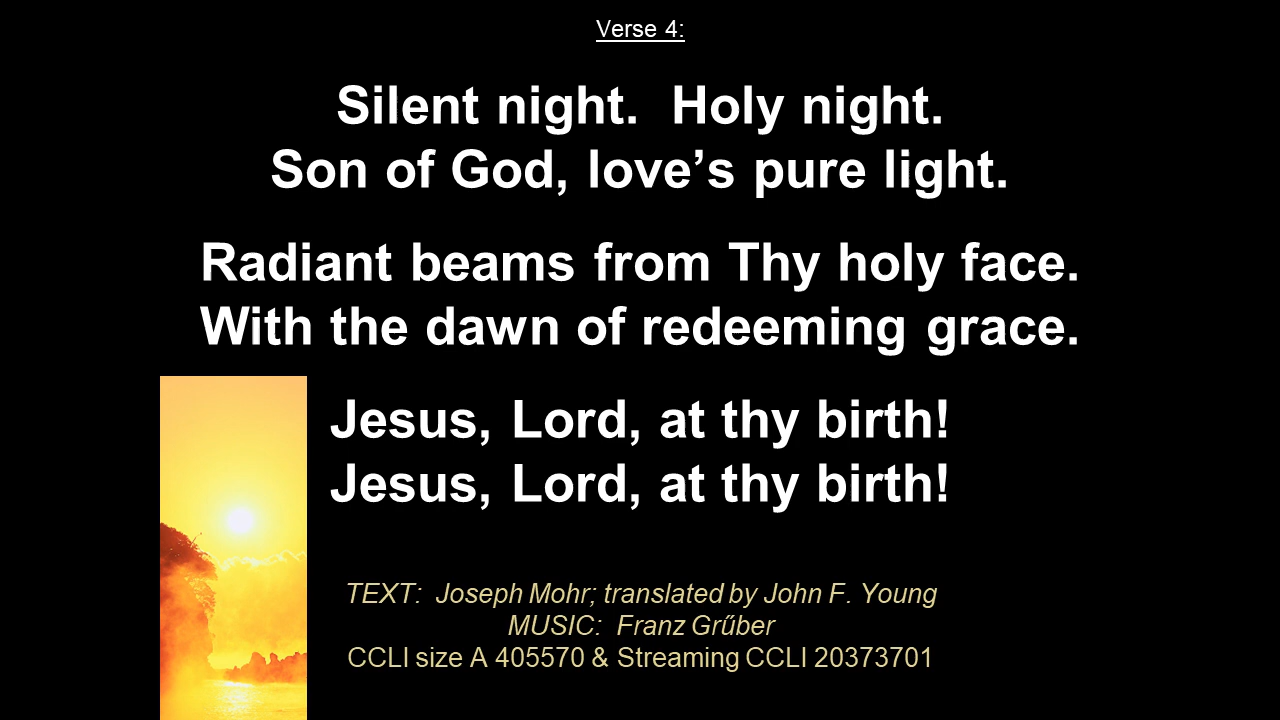 Verse 4:
Silent night.  Holy night.
Son of God, love’s pure light.
Radiant beams from Thy holy face.
With the dawn of redeeming grace.
Jesus, Lord, at thy birth!
Jesus, Lord, at thy birth!
TEXT:  Joseph Mohr; translated by John F. Young
MUSIC:  Franz Grűber
CCLI size A 405570 & Streaming CCLI 20373701